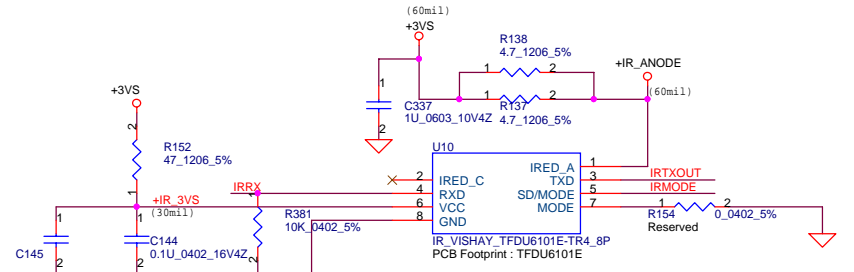 (60mil)
+3VS
R138
4.7_1206_5%
1
2
+IR_ANODE
(60mil)
1
2
R137
4.7_1206_5%
1
C337
1U_0603_10V4Z
2
+3VS
2
R152
47_1206_5%
1
+IR_3VS
(30mil)
U10
IRED_A
1
IRED_C
2
TXD
3
IRTXOUT
IRRX
4
RXD
SD/MODE
5
IRMODE
6
VCC
MODE
7
1
2
8
GND
R154
0_0402_5%
Reserved
IR_VISHAY_TFDU6101E-TR4_8P
PCB Footprint : TFDU6101E
1
R381
10K_0402_5%
2
1
C145
2
1
C144
0.1U_0402_16V4Z
2